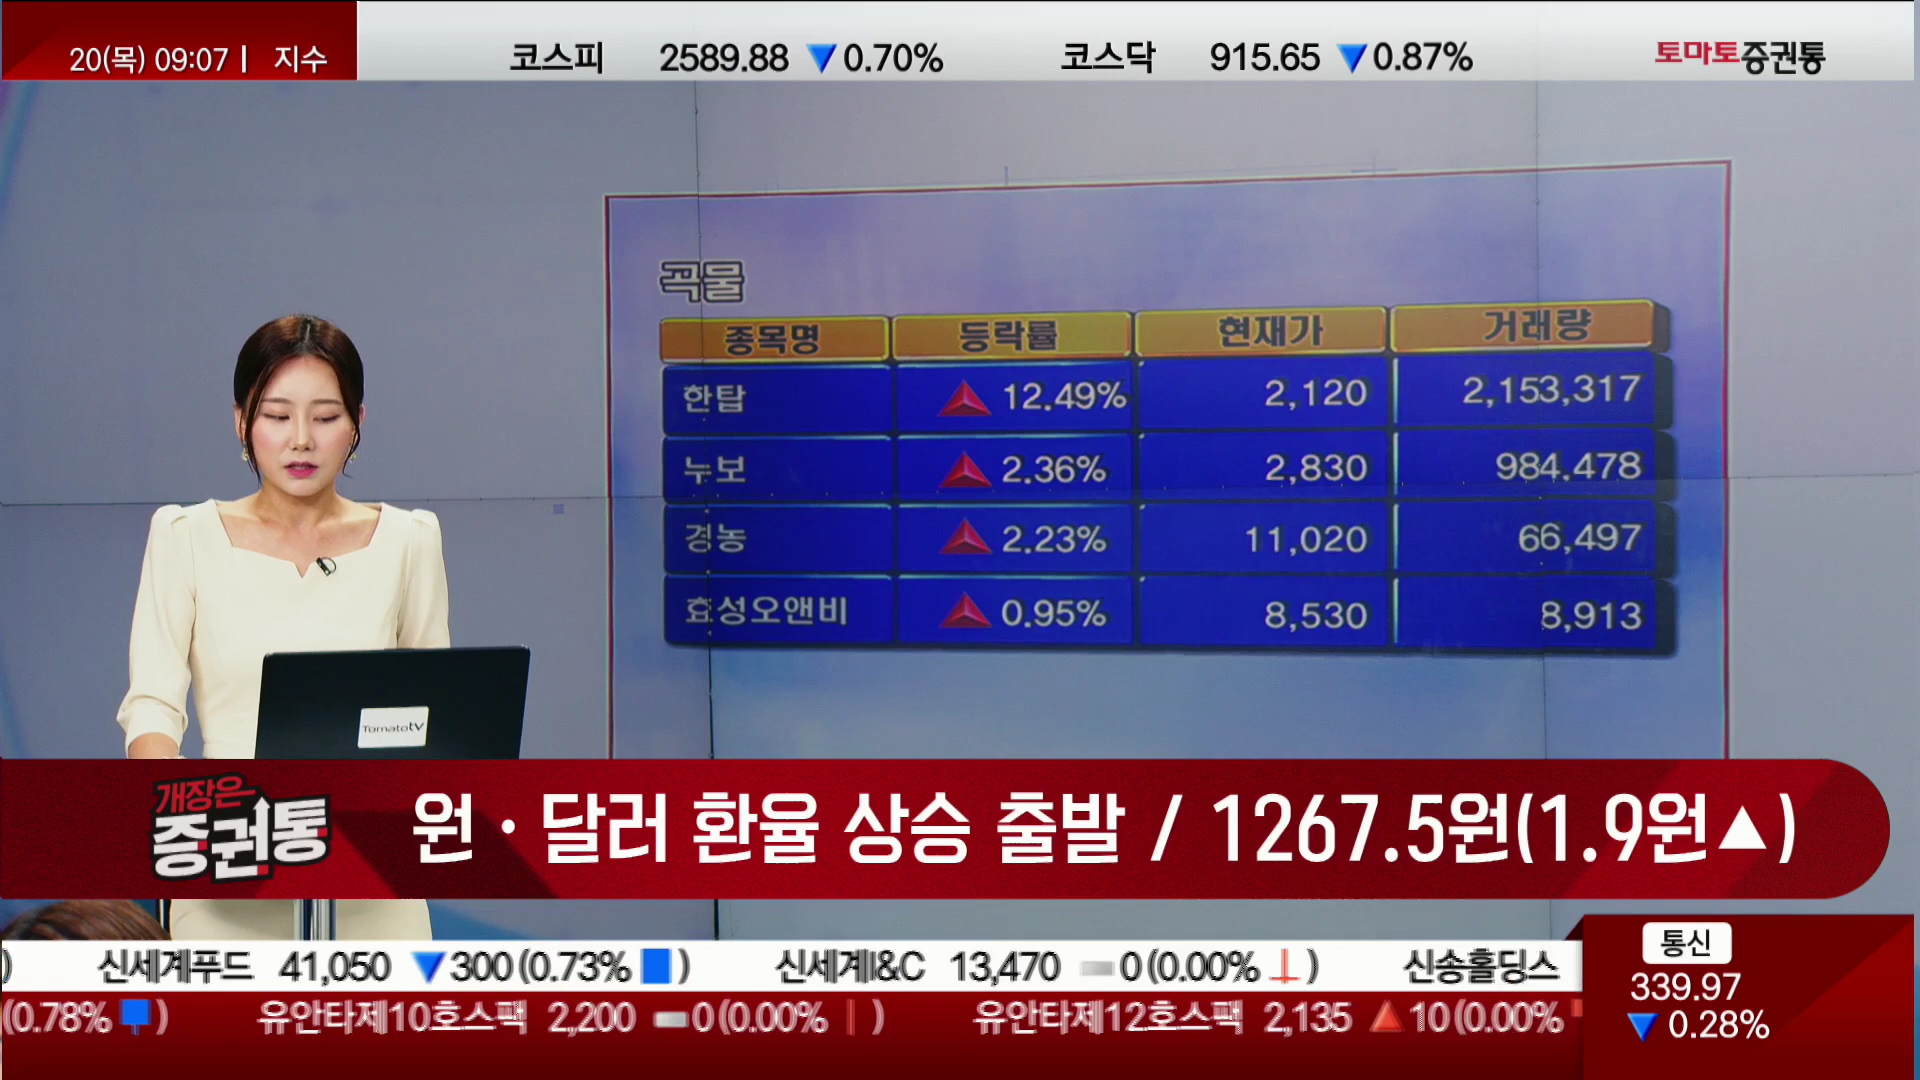 20(목) 09:07 | 지수 코스피 2589.88 ▼0.70% 코스닥 915.65 ▼0.87% 토마토증권통
곡물
종목명 등락률 현재가 거래량
한탑 ▲ 12.49% 2,120 2,153,317
누보 ▲ 2.36% 2,830 984,478
경농 ▲ 2.23% 11,020 66,497
효성오앤비 ▲ 0.95% 8,530 8,913
Tomatotv
개장은
증권통
원·달러 환율 상승 출발 / 1267.5원(1.9원▲)
) 신세계푸드 41,050 ▼300(0.73% ) 신세계I&C 13,470 0(0.00% ) 신송홀딩스
(0.78% ) 유안타제10호스팩 2,200 0(0.00% ) 유안타제12호스팩 2,135 ▲10(0.00%
통신
339.97
▼ 0.28%